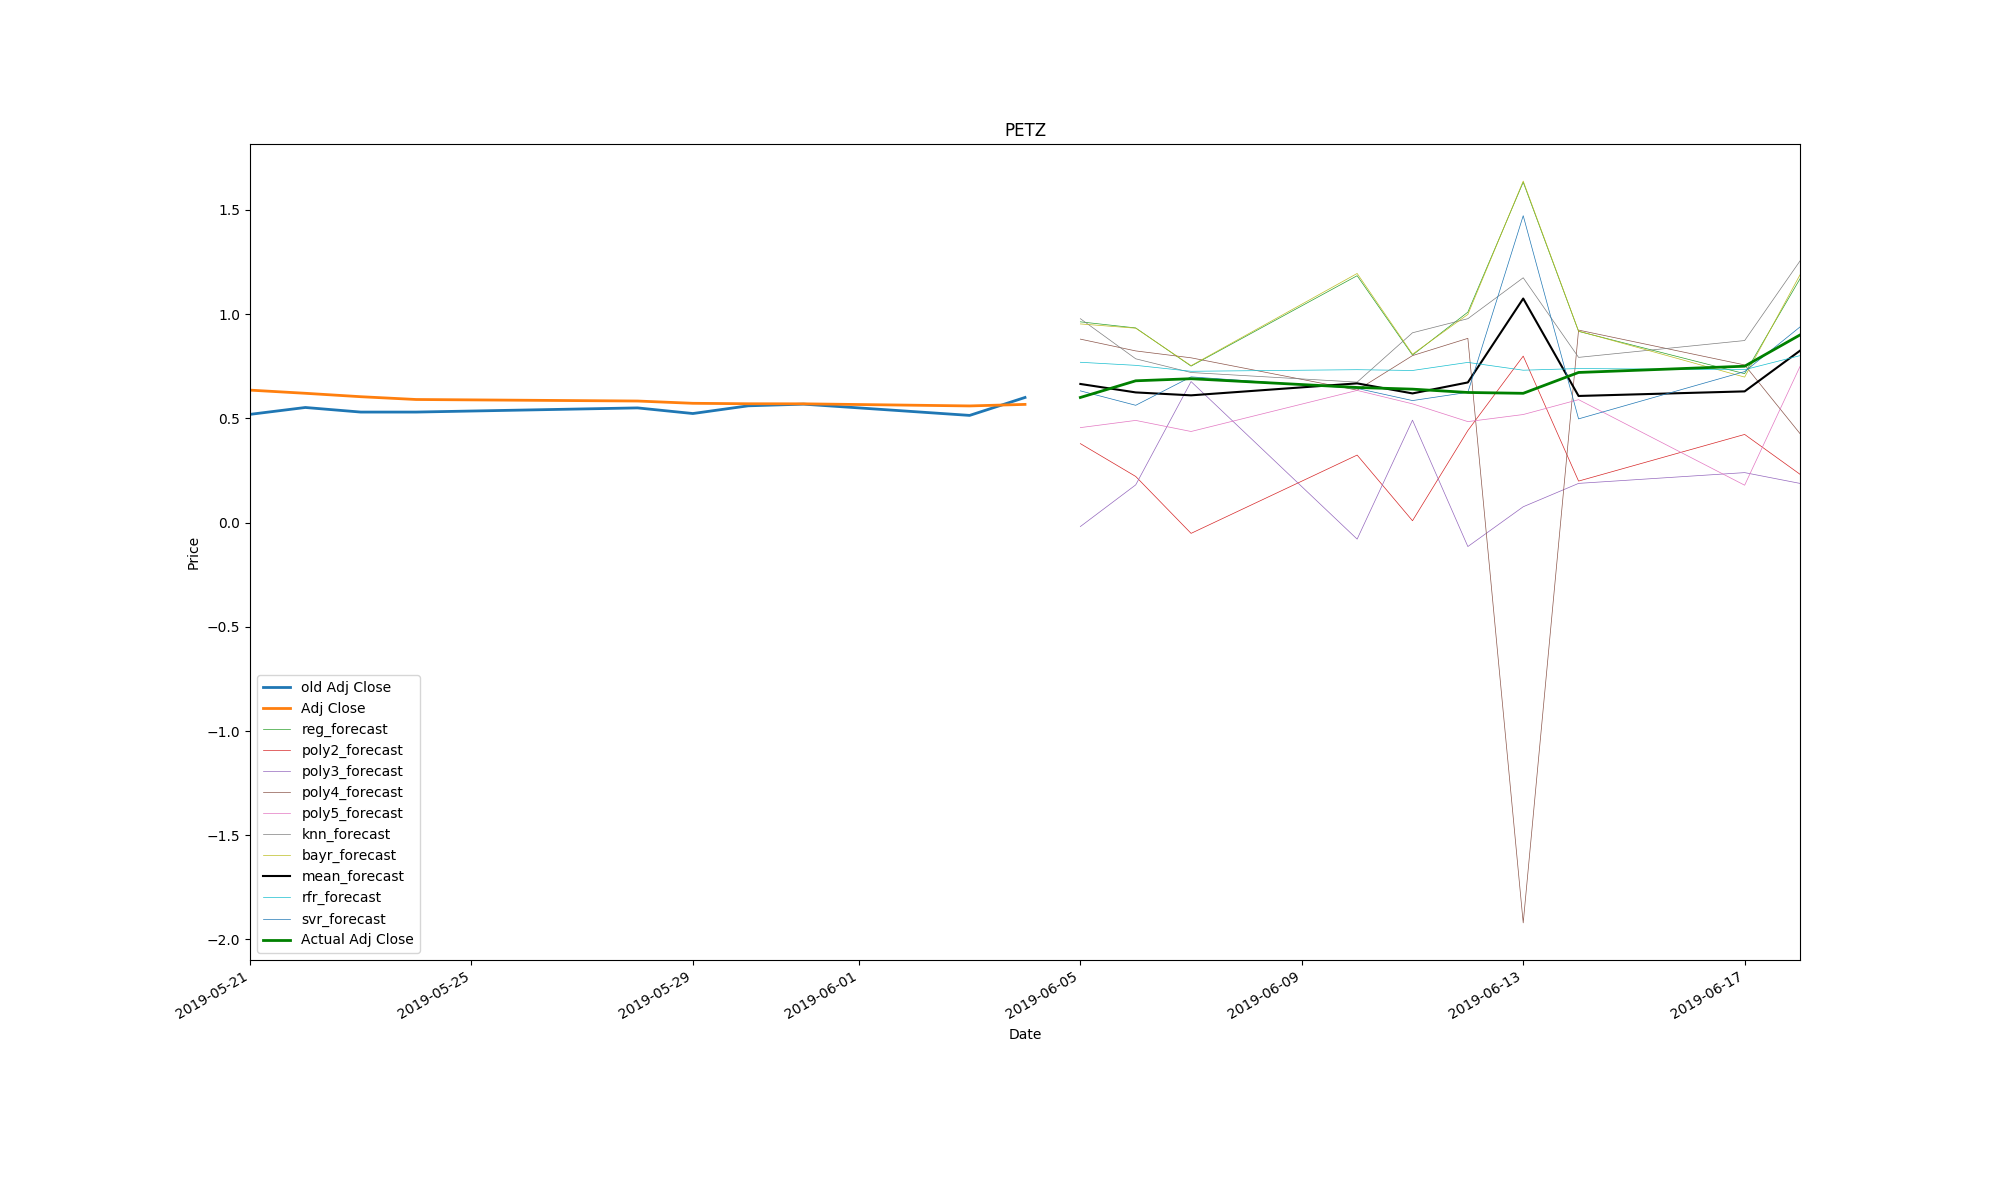 PETZ
1.5
1.0
0.5
0.0
−0.5
−1.0
−1.5
−2.0
Price
old Adj Close
Adj Close
reg_forecast
poly2_forecast
poly3_forecast
poly4_forecast
poly5_forecast
knn_forecast
bayr_forecast
mean_forecast
rfr_forecast
svr_forecast
Actual Adj Close
2019-05-21
2019-05-25
2019-05-29
2019-06-01
2019-06-05
2019-06-09
2019-06-13
2019-06-17
Date